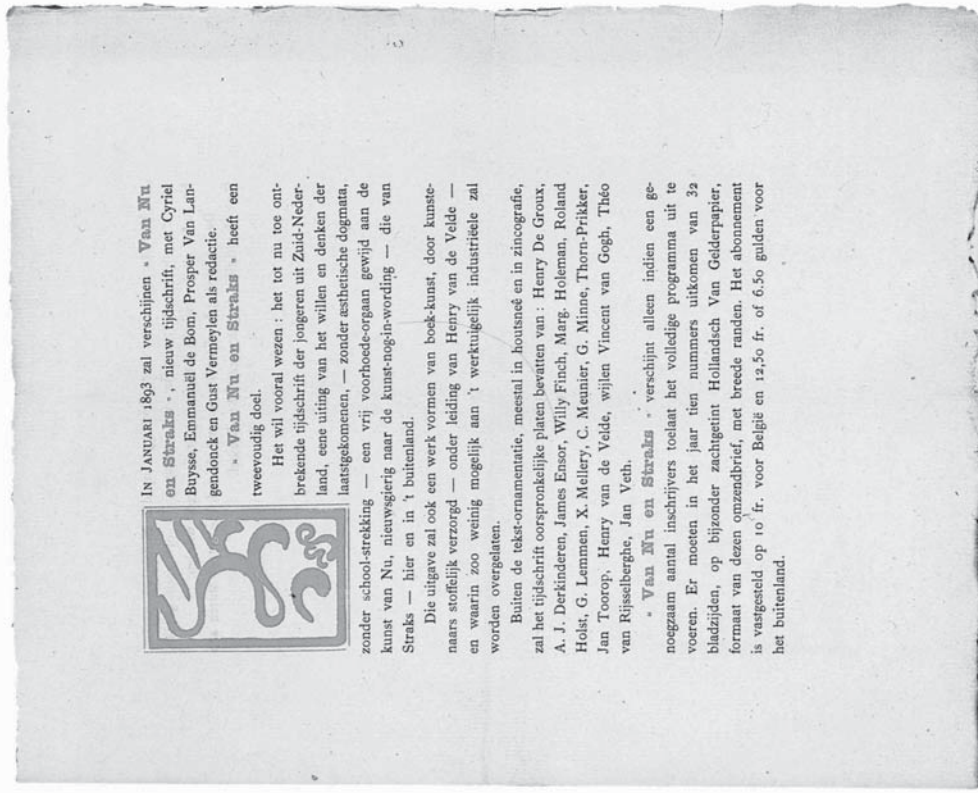 IN JANUARI 1893 zal verschijnen • Van Nu
en Straks • , nieuw tijdschrift, met Cyriel
Buysse, Emmanuël de Bom, Prosper Van Lan-
gendonck en Gust Vermeylen als redactie.
• Van Nu en Straks • heeft een
tweevoudig doel.
Het wil vooral wezen : het tot nu toe ont-
brekende tijdschrift der jongeren uit Zuid-Neder-
land, eene uiting van het willen en denken der
laatstgekomenen, — zonder æsthetische dogmata,
zonder school-strekking — een vrij voorhoede-orgaan gewijd aan de
kunst van Nu, nieuwsgierig naar de kunst-nog-in-wording — die van
Straks — hier en in 't buitenland.
Die uitgave zal ook een werk vormen van boek-kunst, door kunste-
naars stoffelijk verzorgd — onder leiding van Henry van de Velde —
en waarin zoo weinig mogelijk aan 't werktuigelijk industriëele zal
worden overgelaten.
Buiten de tekst-ornamentatie, meestal in houtsneê en in zincografie,
zal het tijdschrift oorspronkelijke platen bevatten van : Henry De Groux,
A. J. Derkinderen, James Ensor, Willy Finch, Marg. Holeman, Roland
Holst, G. Lemmen, X. Mellery, C. Meunier, G. Minne, Thorn-Prikker,
Jan Toorop, Henry van de Velde, wijlen Vincent van Gogh, Théo
van Rijsselberghe, Jan Veth.
• Van Nu en Straks • verschijnt alleen indien een ge-
noegzaam aantal inschrijvers toelaat het volledige programma uit te
voeren. Er moeten in het jaar tien nummers uitkomen van 32
bladzijden, op bijzonder zachtgetint Hollandsch Van Gelderpapier,
formaat van dezen omzendbrief, met breede randen. Het abonnement
is vastgesteld op 10 fr. voor België en 12,50 fr. of 6.50 gulden voor
het buitenland.